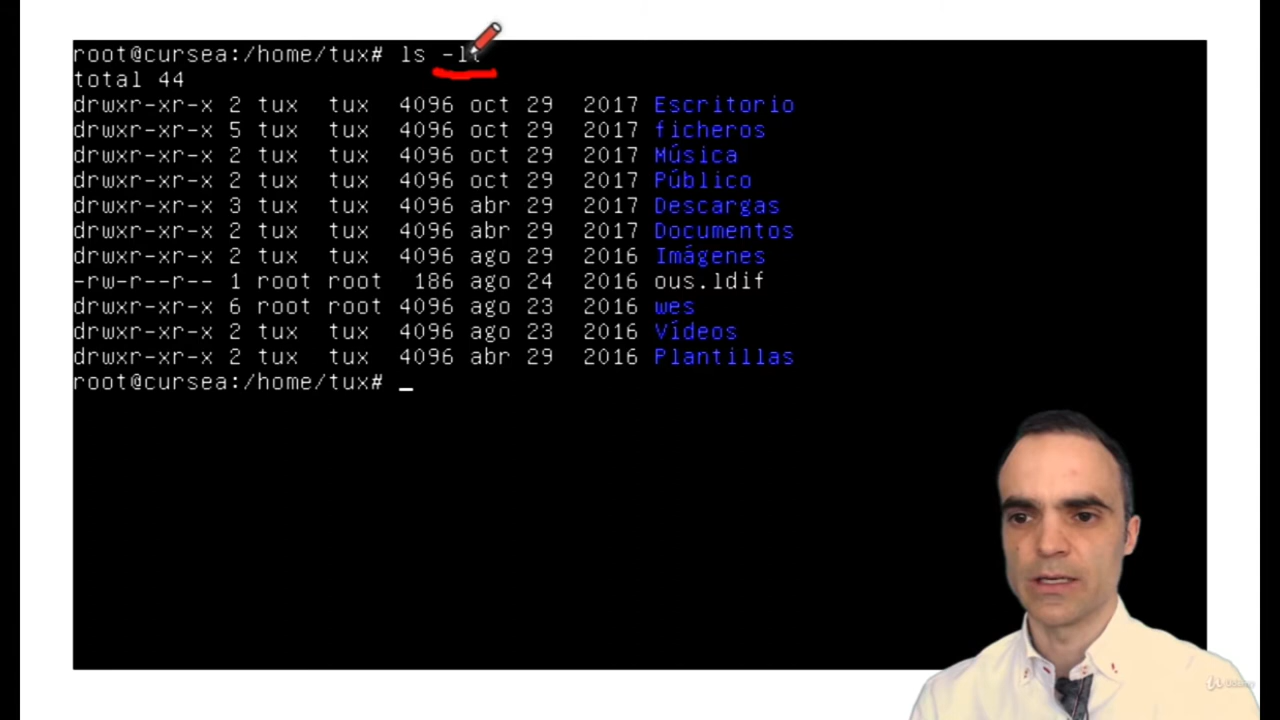 root@cursea:/home/tux# ls -lt
total 44
drwxr-xr-x 2 tux  tux  4096 oct 29  2017 Escritorio
drwxr-xr-x 5 tux  tux  4096 oct 29  2017 ficheros
drwxr-xr-x 2 tux  tux  4096 oct 29  2017 Música
drwxr-xr-x 2 tux  tux  4096 oct 29  2017 Público
drwxr-xr-x 3 tux  tux  4096 abr 29  2017 Descargas
drwxr-xr-x 2 tux  tux  4096 abr 29  2017 Documentos
drwxr-xr-x 2 tux  tux  4096 ago 29  2016 Imágenes
-rw-r--r-- 1 root root  186 ago 24  2016 ous.ldif
drwxr-xr-x 6 root root 4096 ago 23  2016 wes
drwxr-xr-x 2 tux  tux  4096 ago 23  2016 Vídeos
drwxr-xr-x 2 tux  tux  4096 abr 29  2016 Plantillas
root@cursea:/home/tux# _